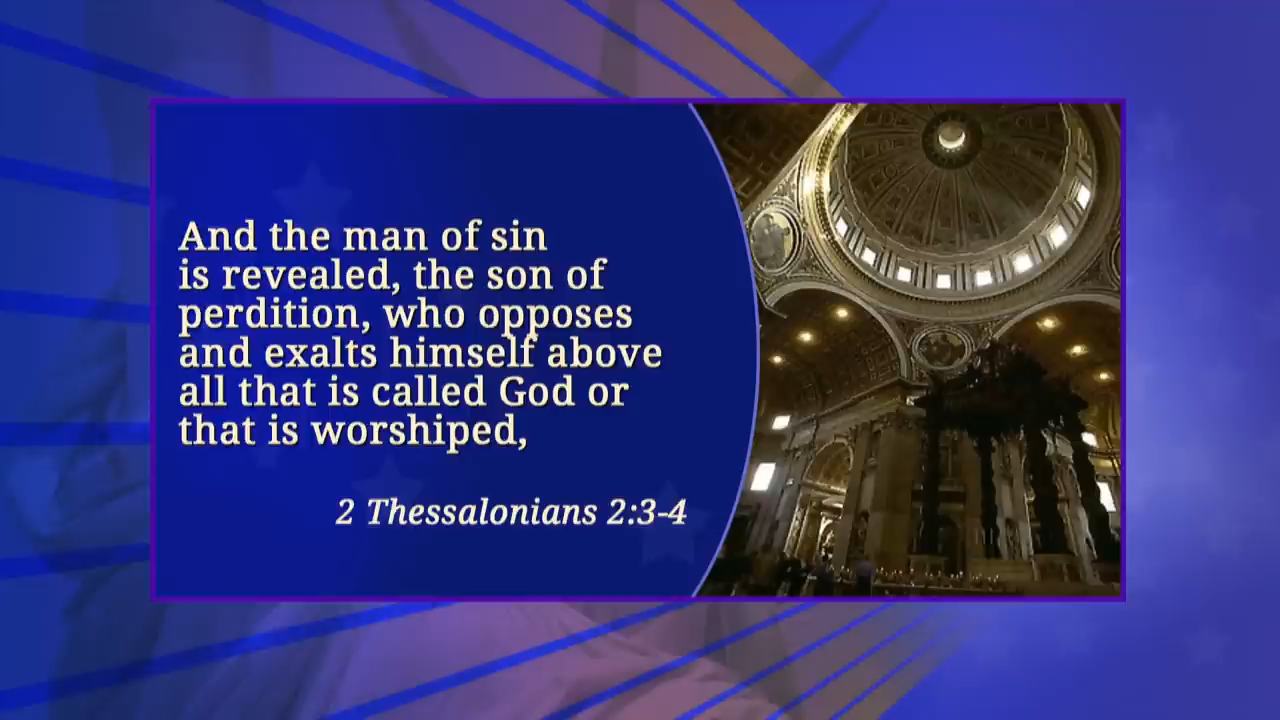 And the man of sin
is revealed, the son of
perdition, who opposes
and exalts himself above
all that is called God or
that is worshiped,
2 Thessalonians 2:3-4